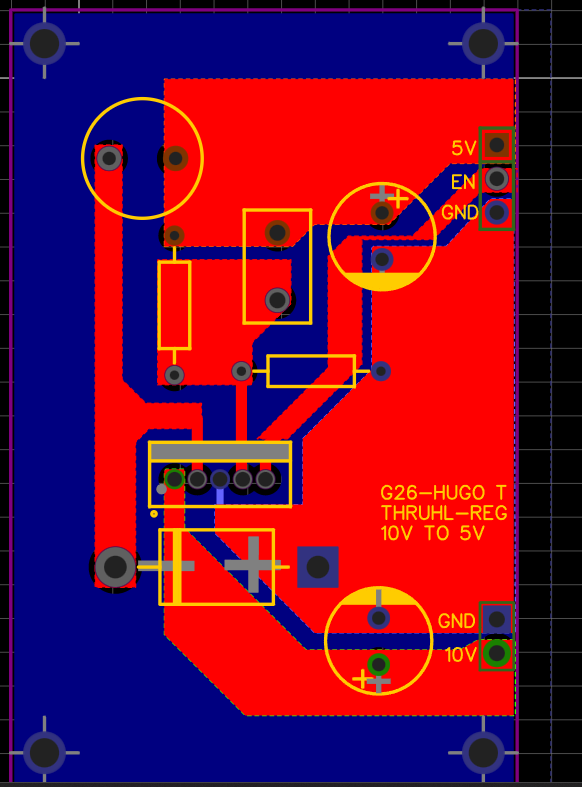 5V
EN
GND
G26-HUGO T
THRUHL-REG
10V TO 5V
GND
10V